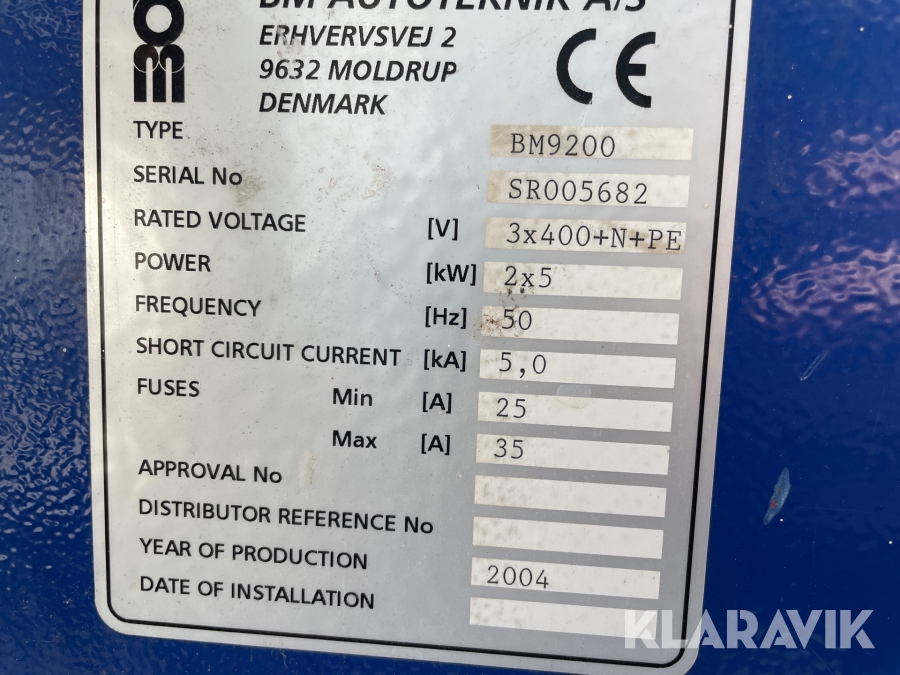 BM AUTOTEKNIK A/S
ERHVERVSVEJ 2
9632 MOLDRUP
DENMARK
CE
TYPE BM9200
SERIAL No SR005682
RATED VOLTAGE [V] 3x400+N+PE
POWER [kW] 2x5
FREQUENCY [Hz] 50
SHORT CIRCUIT CURRENT [kA] 5,0
FUSES Min [A] 25
Max [A] 35
APPROVAL No
DISTRIBUTOR REFERENCE No
YEAR OF PRODUCTION 2004
DATE OF INSTALLATION
KLARAVIK